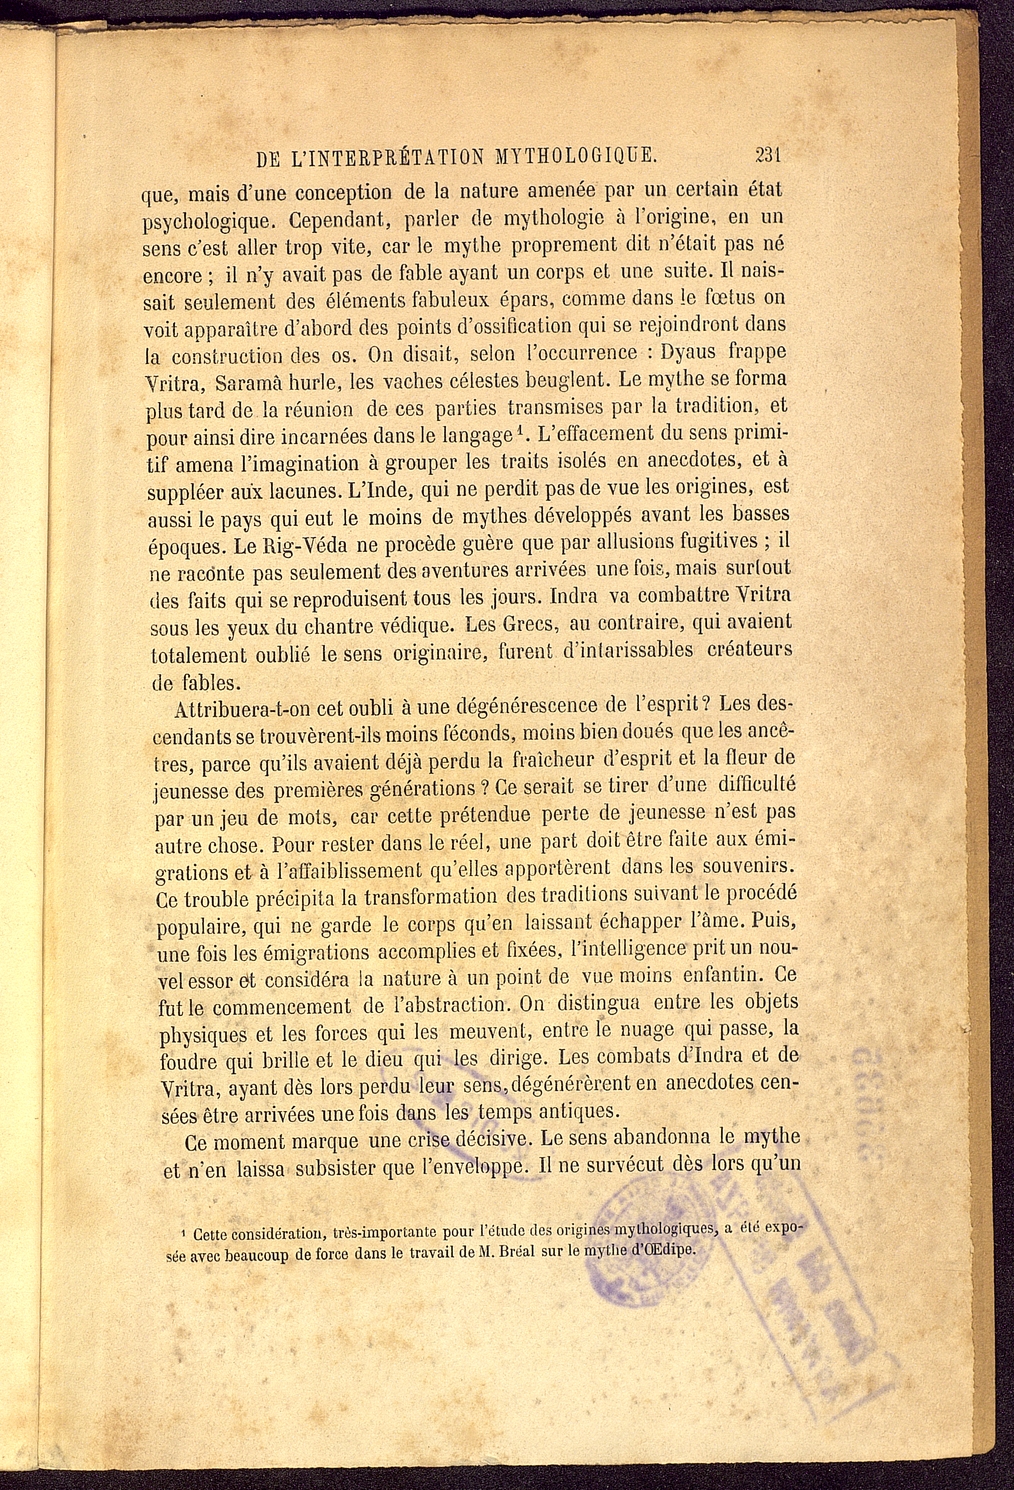 DE L'INTERPRÉTATION MYTHOLOGIQUE. 231
que, mais d'une conception de la nature amenée par un certain état
psychologique. Cependant, parler de mythologie à l'origine, en un
sens c'est aller trop vite, car le mythe proprement dit n'était pas né
encore ; il n'y avait pas de fable ayant un corps et une suite. Il nais-
sait seulement des éléments fabuleux épars, comme dans le fœtus on
voit apparaître d'abord des points d'ossification qui se rejoindront dans
la construction des os. On disait, selon l'occurrence : Dyaus frappe
Vritra, Saramâ hurle, les vaches célestes beuglent. Le mythe se forma
plus tard de la réunion de ces parties transmises par la tradition, et
pour ainsi dire incarnées dans le langage¹. L'effacement du sens primi-
tif amena l'imagination à grouper les traits isolés en anecdotes, et à
suppléer aux lacunes. L'Inde, qui ne perdit pas de vue les origines, est
aussi le pays qui eut le moins de mythes développés avant les basses
époques. Le Rig-Véda ne procède guère que par allusions fugitives ; il
ne raconte pas seulement des aventures arrivées une fois, mais surtout
des faits qui se reproduisent tous les jours. Indra va combattre Vritra
sous les yeux du chantre védique. Les Grecs, au contraire, qui avaient
totalement oublié le sens originaire, furent d'intarissables créateurs
de fables.
Attribuera-t-on cet oubli à une dégénérescence de l'esprit ? Les des-
cendants se trouvèrent-ils moins féconds, moins bien doués que les ancê-
tres, parce qu'ils avaient déjà perdu la fraîcheur d'esprit et la fleur de
jeunesse des premières générations ? Ce serait se tirer d'une difficulté
par un jeu de mots, car cette prétendue perte de jeunesse n'est pas
autre chose. Pour rester dans le réel, une part doit être faite aux émi-
grations et à l'affaiblissement qu'elles apportèrent dans les souvenirs.
Ce trouble précipita la transformation des traditions suivant le procédé
populaire, qui ne garde le corps qu'en laissant échapper l'âme. Puis,
une fois les émigrations accomplies et fixées, l'intelligence prit un nou-
vel essor et considéra la nature à un point de vue moins enfantin. Ce
fut le commencement de l'abstraction. On distingua entre les objets
physiques et les forces qui les meuvent, entre le nuage qui passe, la
foudre qui brille et le dieu qui les dirige. Les combats d'Indra et de
Vritra, ayant dès lors perdu leur sens, dégénérèrent en anecdotes cen-
sées être arrivées une fois dans les temps antiques.
Ce moment marque une crise décisive. Le sens abandonna le mythe
et n'en laissa subsister que l'enveloppe. Il ne survécut dès lors qu'un
¹ Cette considération, très-importante pour l'étude des origines mythologiques, a été expo-
sée avec beaucoup de force dans le travail de M. Bréal sur le mythe d'Œdipe.